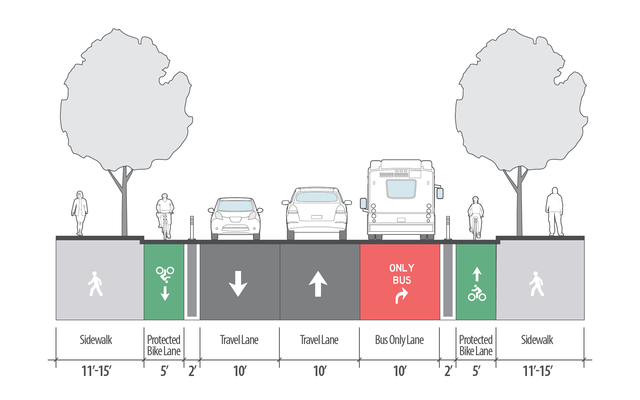 ONLY
BUS
Sidewalk
Protected
Bike Lane
Travel Lane
Travel Lane
Bus Only Lane
Protected
Bike Lane
Sidewalk
11'-15'
5'
2'
10'
10'
10'
2'
5'
11'-15'